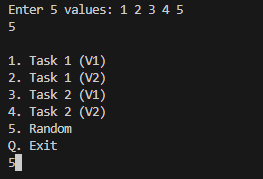 Enter 5 values: 1 2 3 4 5
5
1. Task 1 (V1)
2. Task 1 (V2)
3. Task 2 (V1)
4. Task 2 (V2)
5. Random
Q. Exit
5